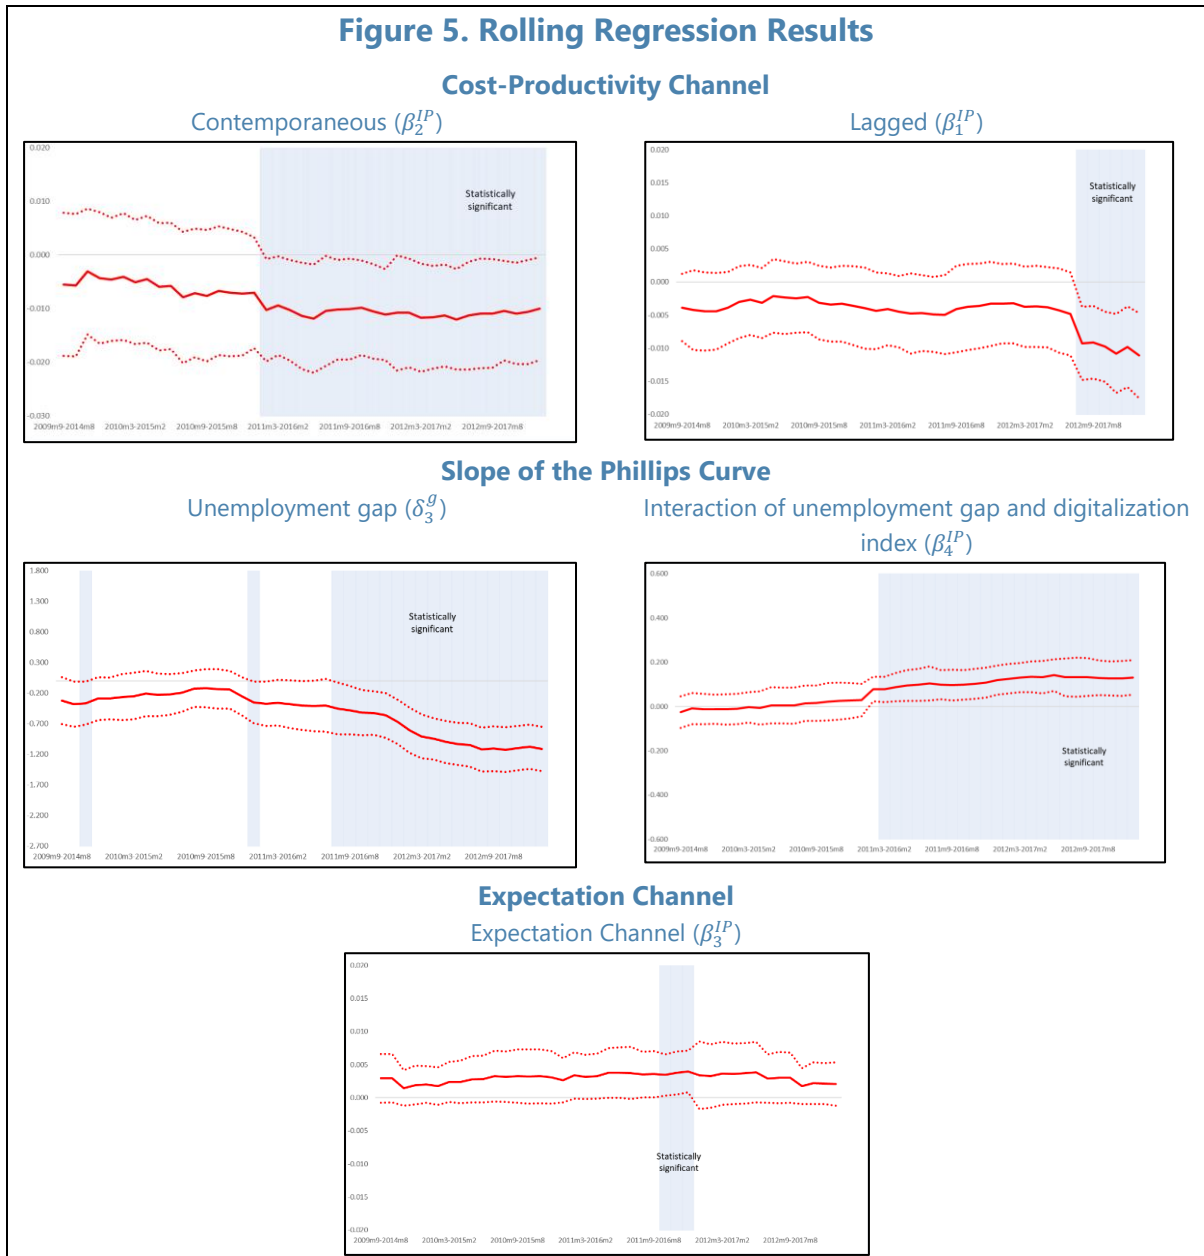 Figure 5. Rolling Regression Results
Cost-Productivity Channel
Contemporaneous (β₂ᴵᴾ)
0.020
0.010
0.000
-0.010
-0.020
-0.030
Statistically
significant
2009m9-2014m8 2010m3-2015m2 2010m9-2015m8 2011m3-2016m2 2011m9-2016m8 2012m3-2017m2 2012m9-2017m8
Lagged (β₁ᴵᴾ)
0.020
0.015
0.010
0.005
0.000
-0.005
-0.010
-0.015
-0.020
Statistically
significant
2009m9-2014m8 2010m3-2015m2 2010m9-2015m8 2011m3-2016m2 2011m9-2016m8 2012m3-2017m2 2012m9-2017m8
Slope of the Phillips Curve
Unemployment gap (δ₃ᵍ)
1.800
1.300
0.800
0.300
-0.200
-0.700
-1.200
-1.700
-2.200
-2.700
Statistically
significant
2009m9-2014m8 2010m3-2015m2 2010m9-2015m8 2011m3-2016m2 2011m9-2016m8 2012m3-2017m2 2012m9-2017m8
Interaction of unemployment gap and digitalization
index (β₄ᴵᴾ)
0.600
0.400
0.200
0.000
-0.200
-0.400
-0.600
Statistically
significant
2009m9-2014m8 2010m3-2015m2 2010m9-2015m8 2011m3-2016m2 2011m9-2016m8 2012m3-2017m2 2012m9-2017m8
Expectation Channel
Expectation Channel (β₃ᴵᴾ)
0.020
0.015
0.010
0.005
0.000
-0.005
-0.010
-0.015
-0.020
Statistically
significant
2009m9-2014m8 2010m3-2015m2 2010m9-2015m8 2011m3-2016m2 2011m9-2016m8 2012m3-2017m2 2012m9-2017m8